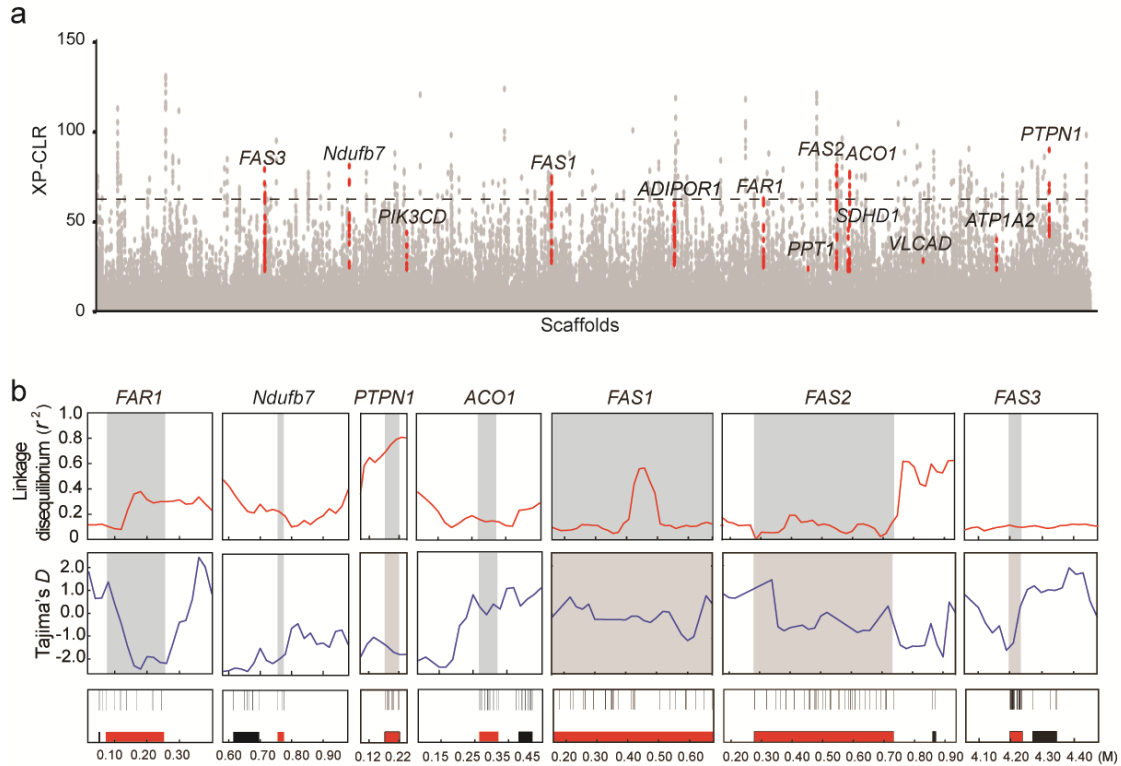 a
150
100
50
0
XP-CLR
FAS3
Ndufb7
PIK3CD
FAS1
ADIPOR1
FAR1
FAS2
ACO1
SDHD1
PPT1
VLCAD
ATP1A2
PTPN1
Scaffolds
b
FAR1 Ndufb7 PTPN1 ACO1 FAS1 FAS2 FAS3
Linkage
disequilibrium (r²)
1.0
0.8
0.6
0.4
0.2
0
Tajima's D
2.0
1.0
0.0
-1.0
-2.0
0.10 0.20 0.30 0.60 0.70 0.80 0.90 0.12 0.22 0.15 0.25 0.35 0.45 0.20 0.30 0.40 0.50 0.60 0.20 0.30 0.40 0.50 0.60 0.70 0.80 0.90 4.10 4.20 4.30 4.40 (M)